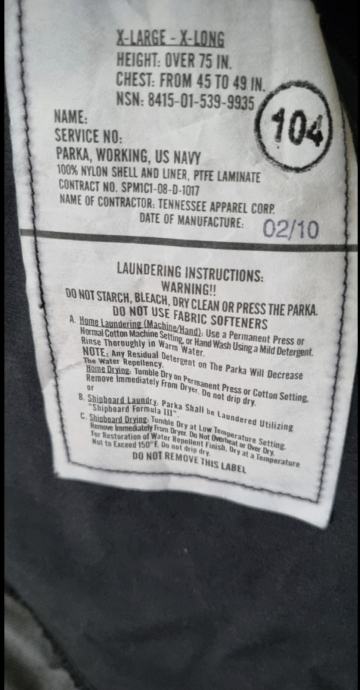 X-LARGE - X-LONG
HEIGHT: OVER 75 IN.
CHEST: FROM 45 TO 49 IN.
NSN: 8415-01-539-9935
104
NAME:
SERVICE NO:
PARKA, WORKING, US NAVY
100% NYLON SHELL AND LINER, PTFE LAMINATE
CONTRACT NO. SPM1C1-08-D-1017
NAME OF CONTRACTOR: TENNESSEE APPAREL CORP.
DATE OF MANUFACTURE: 02/10
LAUNDERING INSTRUCTIONS:
WARNING!!
DO NOT STARCH, BLEACH, DRY CLEAN OR PRESS THE PARKA.
DO NOT USE FABRIC SOFTENERS
A. Home Laundering (Machine/Hand): Use a Permanent Press or
Normal Cotton Machine Setting, or Hand Wash Using a Mild Detergent.
Rinse Thoroughly in Warm Water.
NOTE: Any Residual Detergent on The Parka Will Decrease
The Water Repellency.
Home Drying: Tumble Dry on Permanent Press or Cotton Setting.
Remove Immediately From Dryer. Do not drip dry.
or
B. Shipboard Laundry: Parka Shall be Laundered Utilizing
"Shipboard Formula III".
C. Shipboard Drying: Tumble Dry at Low Temperature Setting.
Remove Immediately From Dryer. Do Not Overheat or Over Dry.
For Restoration of Water Repellent Finish, Dry at a Temperature
Not to Exceed 150°F. Do not drip dry.
DO NOT REMOVE THIS LABEL